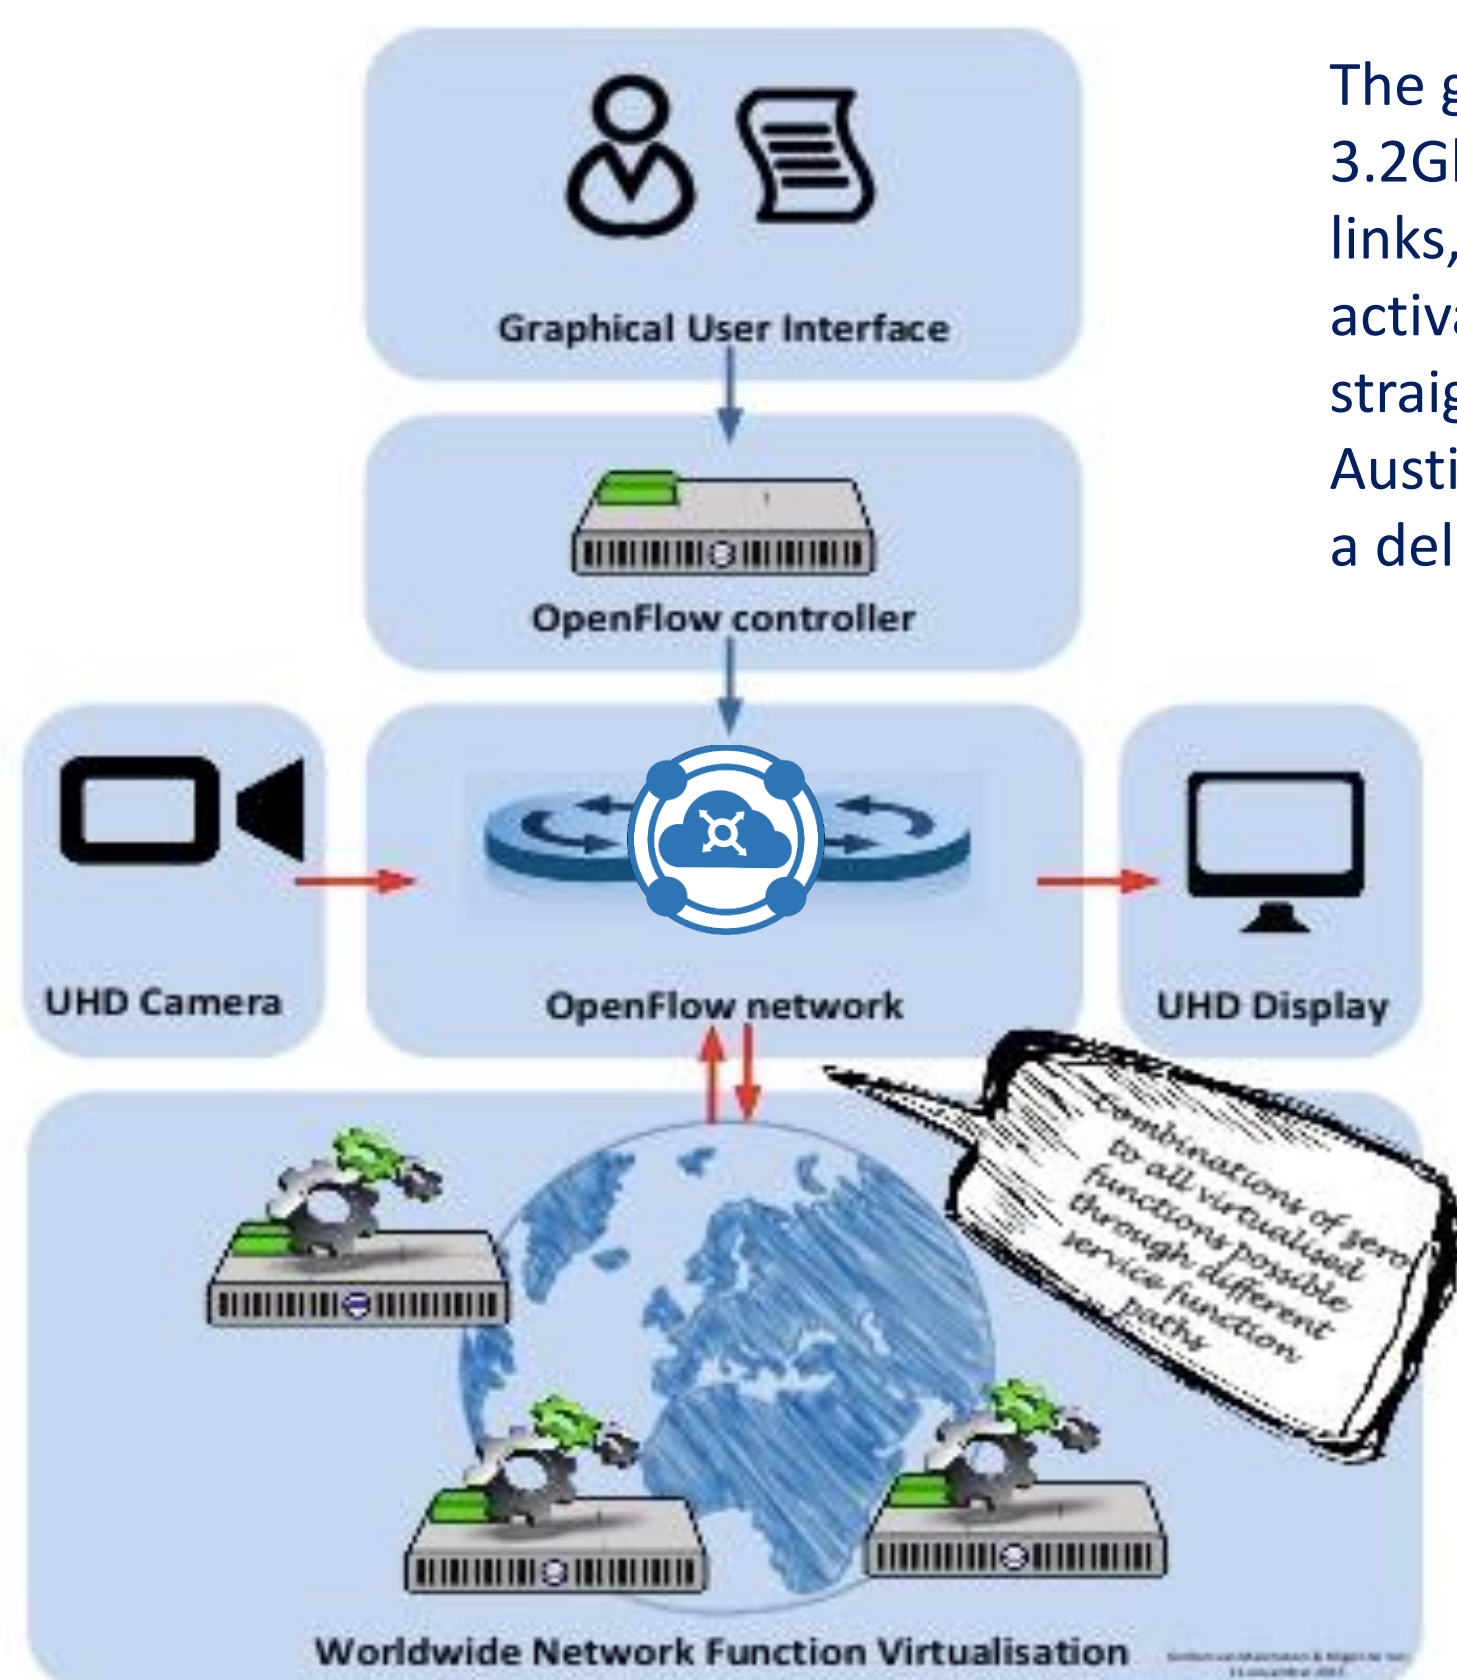 The g
3.2G
links,
activa
straig
Austi
a del
Graphical User Interface
OpenFlow controller
UHD Camera
OpenFlow network
UHD Display
Combinations of zero
to all virtualised
functions possible
through different
service function
paths
Worldwide Network Function Virtualisation